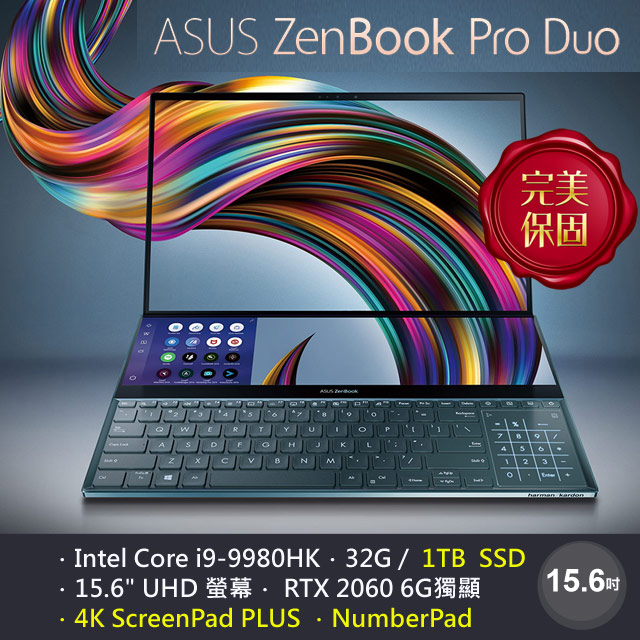 ASUS ZenBook Pro Duo
完美
保固
ASUS ZenBook
harman/kardon
· Intel Core i9-9980HK · 32G / 1TB SSD
· 15.6" UHD 螢幕 · RTX 2060 6G獨顯
· 4K ScreenPad PLUS · NumberPad
15.6吋